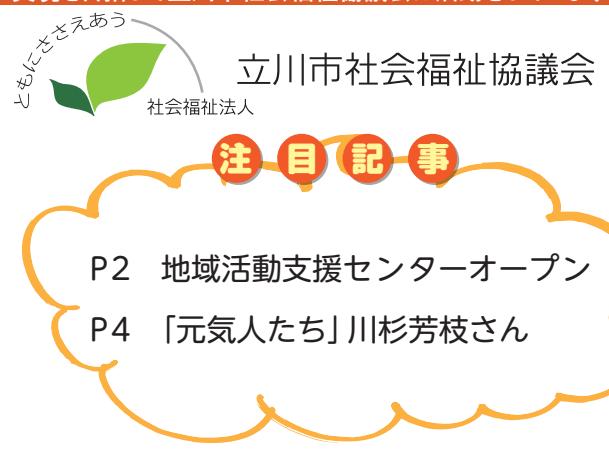 ともにささえあう
社会福祉法人
立川市社会福祉協議会
注目記事
P2 地域活動支援センターオープン
P4 「元気人たち」川杉芳枝さん